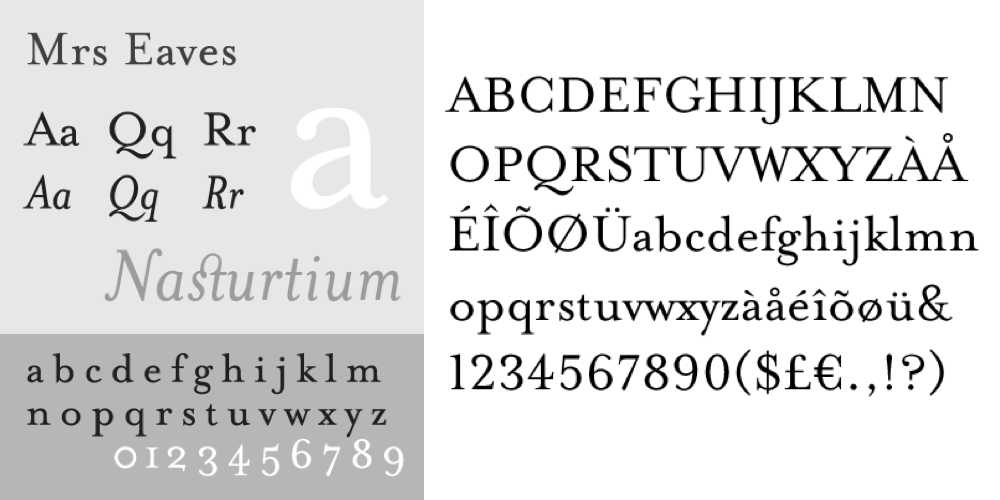 Mrs Eaves
Aa Qq Rr
Aa Qq Rr
a
Nasturtium
abcdefghijklm
nopqrstuvwxyz
0123456789
ABCDEFGHIJKLMN
OPQRSTUVWXYZÀÅ
ÉÎÕØÜabcdefghijklmn
opqrstuvwxyzàåéîõøü&
1234567890($£€.,!?)